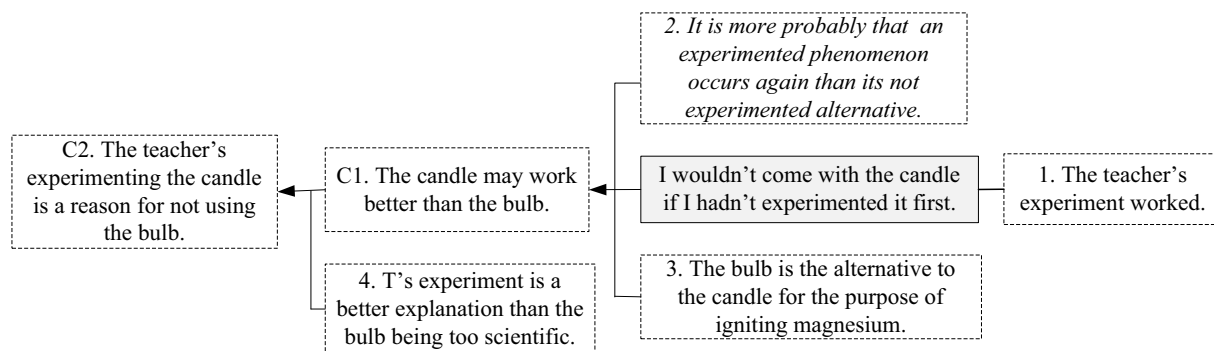 2. It is more probably that an
experimented phenomenon
occurs again than its not
experimented alternative.
C2. The teacher's
experimenting the candle
is a reason for not using
the bulb.
C1. The candle may work
better than the bulb.
I wouldn't come with the candle
if I hadn't experimented it first.
1. The teacher's
experiment worked.
4. T's experiment is a
better explanation than the
bulb being too scientific.
3. The bulb is the alternative to
the candle for the purpose of
igniting magnesium.